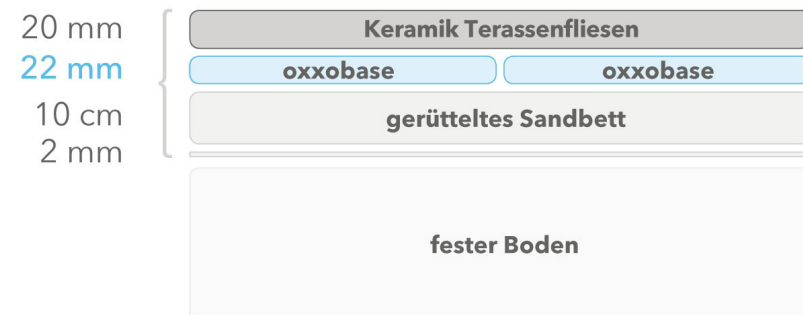 20 mm
Keramik Terassenfliesen
22 mm
oxxobase
oxxobase
10 cm
gerütteltes Sandbett
2 mm
fester Boden